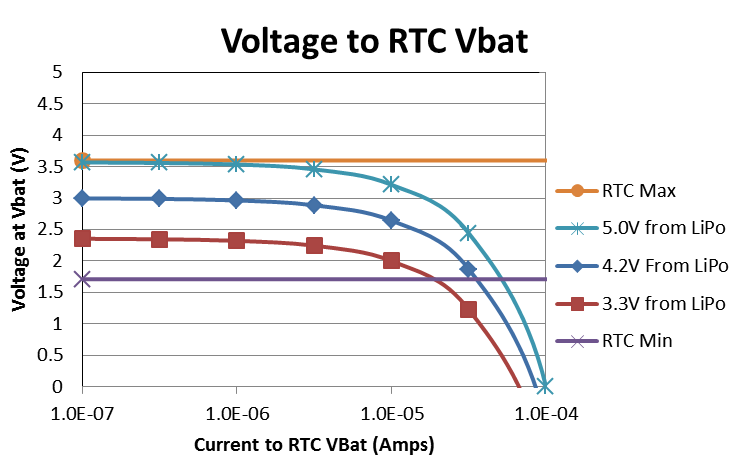 Voltage to RTC Vbat
Voltage at Vbat (V)
5
4.5
4
3.5
3
2.5
2
1.5
1
0.5
0
1.0E-07
1.0E-06
1.0E-05
1.0E-04
Current to RTC VBat (Amps)
RTC Max
5.0V from LiPo
4.2V From LiPo
3.3V from LiPo
RTC Min